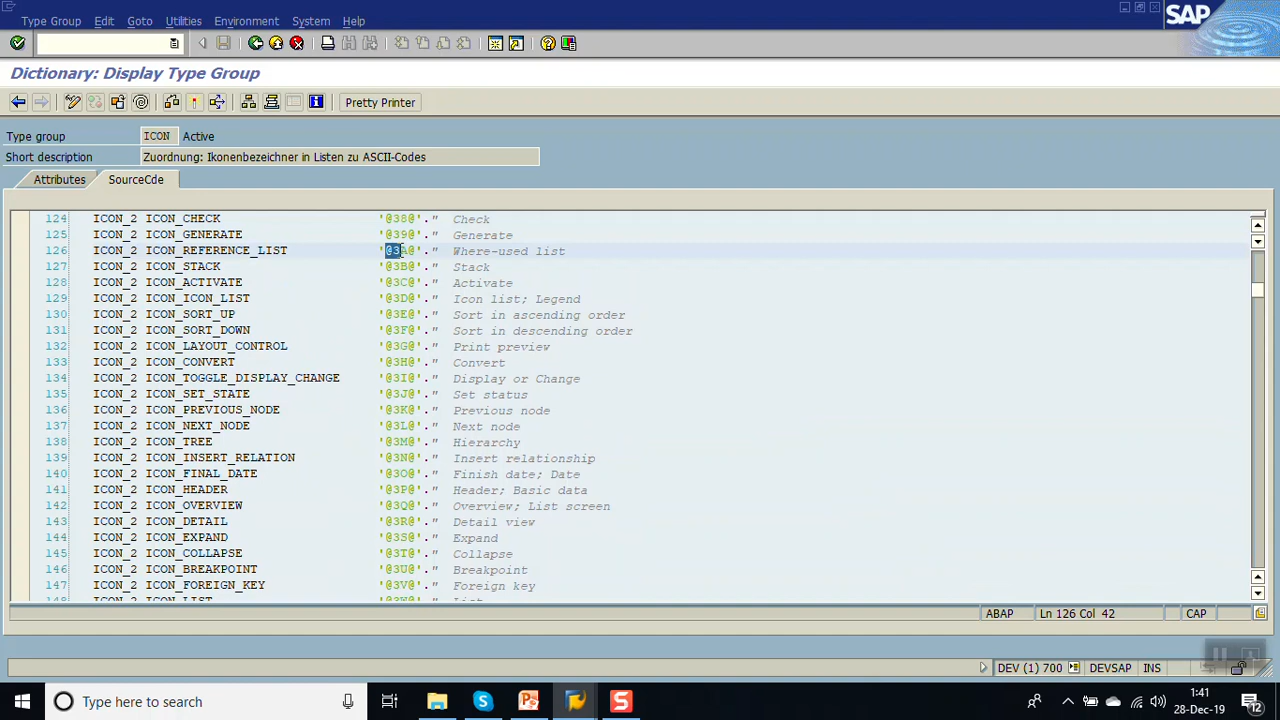 Type Group Edit Goto Utilities Environment System Help
SAP
Dictionary: Display Type Group
Pretty Printer
Type group ICON Active
Short description Zuordnung: Ikonenbezeichner in Listen zu ASCII-Codes
Attributes SourceCde
124 ICON_2 ICON_CHECK '@38@'." Check
125 ICON_2 ICON_GENERATE '@39@'." Generate
126 ICON_2 ICON_REFERENCE_LIST '@3A@'." Where-used list
127 ICON_2 ICON_STACK '@3B@'." Stack
128 ICON_2 ICON_ACTIVATE '@3C@'." Activate
129 ICON_2 ICON_ICON_LIST '@3D@'." Icon list; Legend
130 ICON_2 ICON_SORT_UP '@3E@'." Sort in ascending order
131 ICON_2 ICON_SORT_DOWN '@3F@'." Sort in descending order
132 ICON_2 ICON_LAYOUT_CONTROL '@3G@'." Print preview
133 ICON_2 ICON_CONVERT '@3H@'." Convert
134 ICON_2 ICON_TOGGLE_DISPLAY_CHANGE '@3I@'." Display or Change
135 ICON_2 ICON_SET_STATE '@3J@'." Set status
136 ICON_2 ICON_PREVIOUS_NODE '@3K@'." Previous node
137 ICON_2 ICON_NEXT_NODE '@3L@'." Next node
138 ICON_2 ICON_TREE '@3M@'." Hierarchy
139 ICON_2 ICON_INSERT_RELATION '@3N@'." Insert relationship
140 ICON_2 ICON_FINAL_DATE '@3O@'." Finish date; Date
141 ICON_2 ICON_HEADER '@3P@'." Header; Basic data
142 ICON_2 ICON_OVERVIEW '@3Q@'." Overview; List screen
143 ICON_2 ICON_DETAIL '@3R@'." Detail view
144 ICON_2 ICON_EXPAND '@3S@'." Expand
145 ICON_2 ICON_COLLAPSE '@3T@'." Collapse
146 ICON_2 ICON_BREAKPOINT '@3U@'." Breakpoint
147 ICON_2 ICON_FOREIGN_KEY '@3V@'." Foreign key
148 ICON_2 ICON_LIST '@3W@'." List
ABAP Ln 126 Col 42 CAP
DEV (1) 700 DEVSAP INS
Type here to search
1:41
28-Dec-19
12